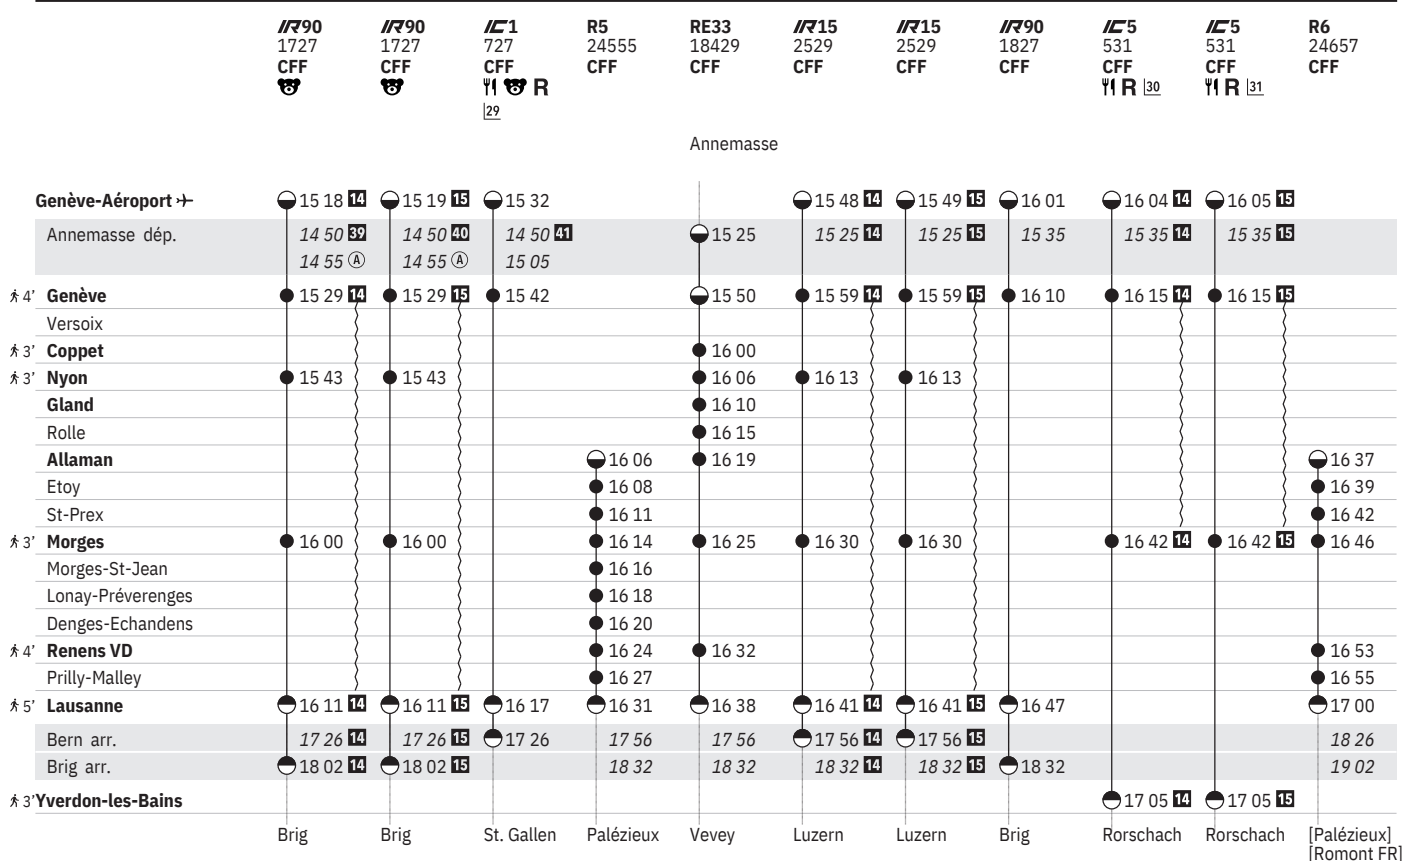 IR90 IR90 IC1 R5 RE33 IR15 IR15 IR90 IC5 IC5 R6
1727 1727 727 24555 18429 2529 2529 1827 531 531 24657
CFF CFF CFF CFF CFF CFF CFF CFF CFF CFF CFF
R R 30 R 31
29
Annemasse
Genève-Aéroport 15 18 14 15 19 15 15 32 15 48 14 15 49 15 16 01 16 04 14 16 05 15
Annemasse dép. 14 50 39 14 50 40 14 50 41 15 25 15 25 14 15 25 15 15 35 15 35 14 15 35 15
14 55 A 14 55 A 15 05
4’ Genève 15 29 14 15 29 15 15 42 15 50 15 59 14 15 59 15 16 10 16 15 14 16 15 15
Versoix
3’ Coppet 16 00
3’ Nyon 15 43 15 43 16 06 16 13 16 13
Gland 16 10
Rolle 16 15
Allaman 16 06 16 19 16 37
Etoy 16 08 16 39
St-Prex 16 11 16 42
3’ Morges 16 00 16 00 16 14 16 25 16 30 16 30 16 42 14 16 42 15 16 46
Morges-St-Jean 16 16
Lonay-Préverenges 16 18
Denges-Echandens 16 20
4’ Renens VD 16 24 16 32 16 53
Prilly-Malley 16 27 16 55
5’ Lausanne 16 11 14 16 11 15 16 17 16 31 16 38 16 41 14 16 41 15 16 47 17 00
Bern arr. 17 26 14 17 26 15 17 26 17 56 17 56 17 56 14 17 56 15 18 26
Brig arr. 18 02 14 18 02 15 18 32 18 32 18 32 14 18 32 15 18 32 19 02
3’ Yverdon-les-Bains 17 05 14 17 05 15
Brig Brig St. Gallen Palézieux Vevey Luzern Luzern Brig Rorschach Rorschach [Palézieux]
[Romont FR]